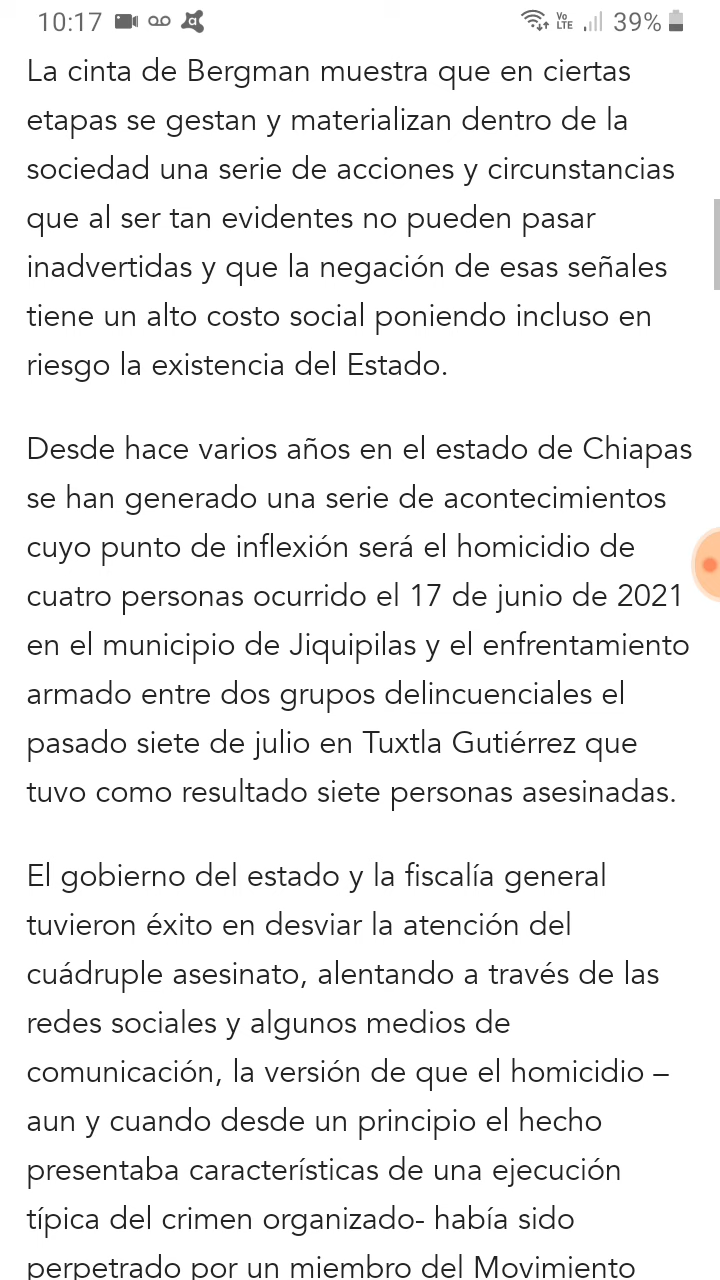 10:17
Vo
LTE
39%
La cinta de Bergman muestra que en ciertas
etapas se gestan y materializan dentro de la
sociedad una serie de acciones y circunstancias
que al ser tan evidentes no pueden pasar
inadvertidas y que la negación de esas señales
tiene un alto costo social poniendo incluso en
riesgo la existencia del Estado.
Desde hace varios años en el estado de Chiapas
se han generado una serie de acontecimientos
cuyo punto de inflexión será el homicidio de
cuatro personas ocurrido el 17 de junio de 2021
en el municipio de Jiquipilas y el enfrentamiento
armado entre dos grupos delincuenciales el
pasado siete de julio en Tuxtla Gutiérrez que
tuvo como resultado siete personas asesinadas.
El gobierno del estado y la fiscalía general
tuvieron éxito en desviar la atención del
cuádruple asesinato, alentando a través de las
redes sociales y algunos medios de
comunicación, la versión de que el homicidio –
aun y cuando desde un principio el hecho
presentaba características de una ejecución
típica del crimen organizado- había sido
perpetrado por un miembro del Movimiento